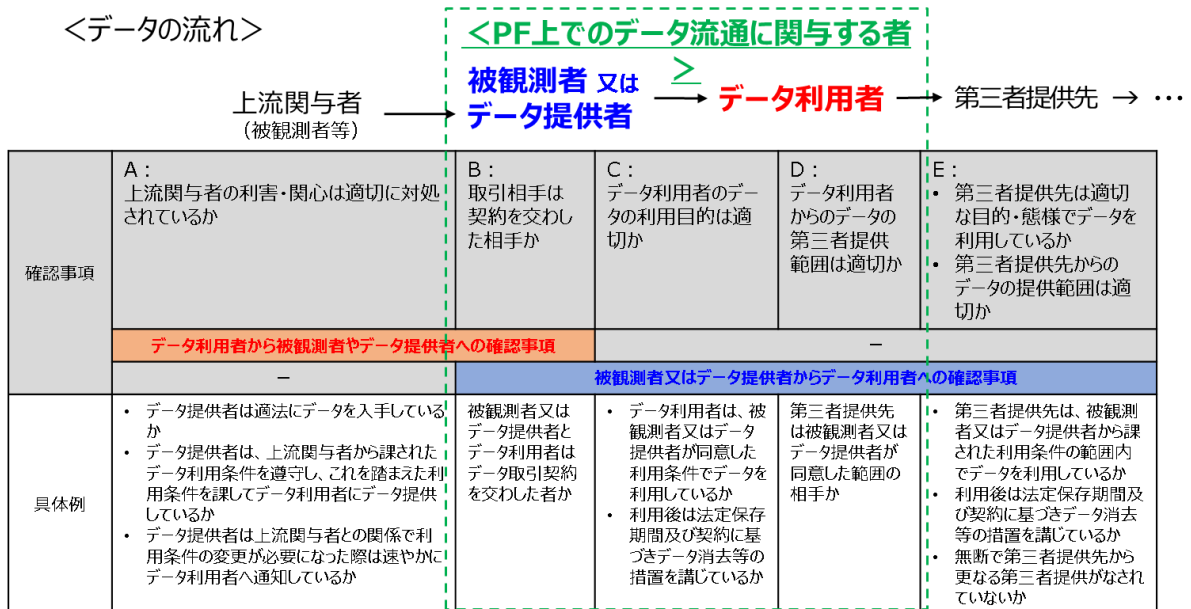 ＜データの流れ＞
＜PF上でのデータ流通に関与する者
＞
上流関与者
（被観測者等）
被観測者 又は
データ提供者
データ利用者
第三者提供先 → …
確認事項
A：
上流関与者の利害・関心は適切に対処
されているか
B：
取引相手は
契約を交わし
た相手か
C：
データ利用者のデー
タの利用目的は適
切か
D：
データ利用者
からのデータの
第三者提供
範囲は適切か
E：
• 第三者提供先は適切
な目的・態様でデータを
利用しているか
• 第三者提供先からの
データの提供範囲は適
切か
データ利用者から被観測者やデータ提供者への確認事項
－
－
被観測者又はデータ提供者からデータ利用者への確認事項
具体例
• データ提供者は適法にデータを入手している
か
• データ提供者は、上流関与者から課された
データ利用条件を遵守し、これを踏まえた利
用条件を課してデータ利用者にデータ提供
しているか
• データ提供者は上流関与者との関係で利
用条件の変更が必要になった際は速やかに
データ利用者へ通知しているか
被観測者又は
データ提供者と
データ利用者は
データ取引契約
を交わした者か
• データ利用者は、被
観測者又はデータ
提供者が同意した
利用条件でデータを
利用しているか
• 利用後は法定保存
期間及び契約に基
づきデータ消去等の
措置を講じているか
第三者提供先
は被観測者又は
データ提供者が
同意した範囲の
相手か
• 第三者提供先は、被観測
者又はデータ提供者から課
された利用条件の範囲内
でデータを利用しているか
• 利用後は法定保存期間及
び契約に基づきデータ消去
等の措置を講じているか
• 無断で第三者提供先から
更なる第三者提供がなされ
ていないか